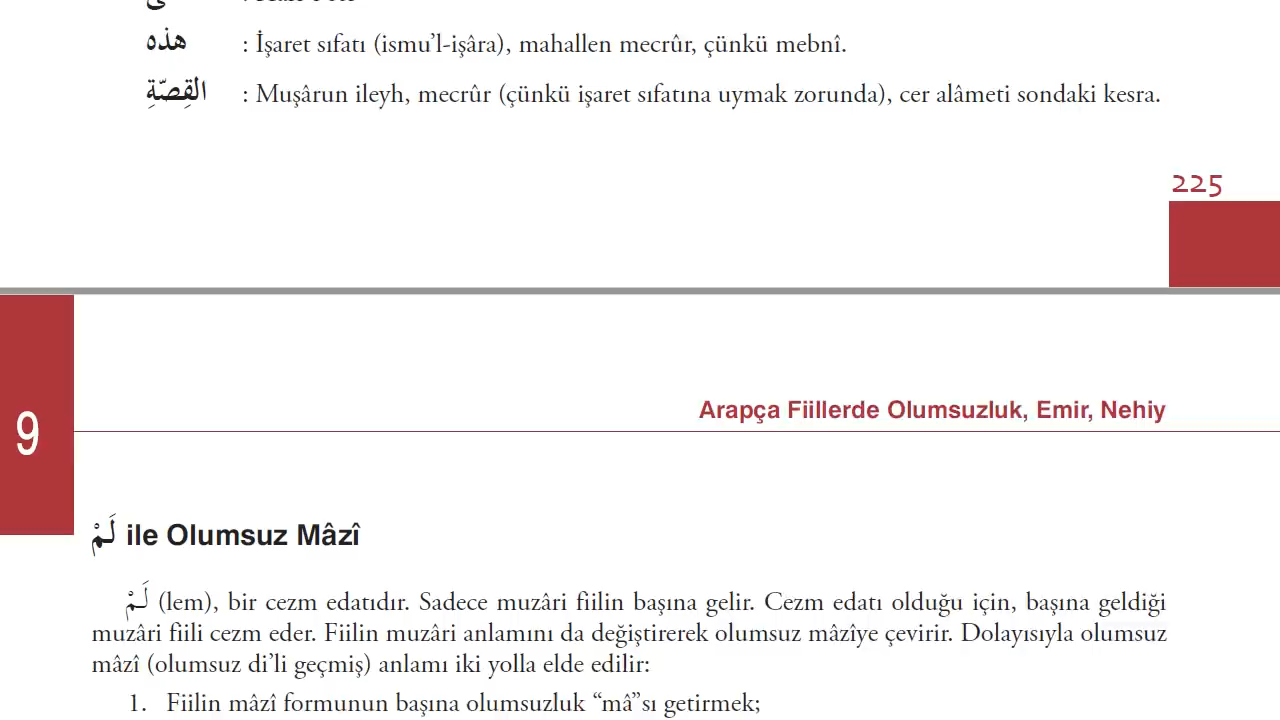 هذه : İşaret sıfatı (ismu’l-işâra), mahallen mecrûr, çünkü mebnî.
القِصّةِ : Muşârun ileyh, mecrûr (çünkü işaret sıfatına uymak zorunda), cer alâmeti sondaki kesra.
225
9
Arapça Fiillerde Olumsuzluk, Emir, Nehiy
لَمْ ile Olumsuz Mâzî
لَمْ (lem), bir cezm edatıdır. Sadece muzâri fiilin başına gelir. Cezm edatı olduğu için, başına geldiği
muzâri fiili cezm eder. Fiilin muzâri anlamını da değiştirerek olumsuz mâzîye çevirir. Dolayısıyla olumsuz
mâzî (olumsuz di’li geçmiş) anlamı iki yolla elde edilir:
1. Fiilin mâzî formunun başına olumsuzluk “mâ”sı getirmek;